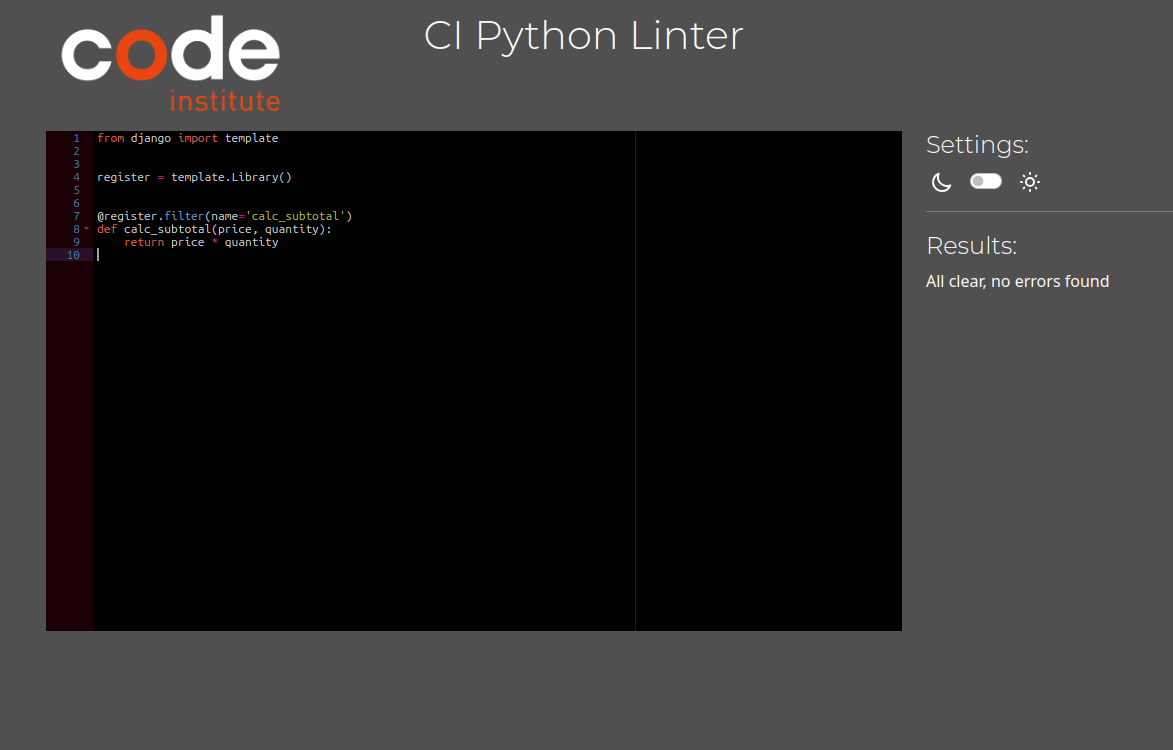 code
institute
CI Python Linter
1 from django import template
2
3
4 register = template.Library()
5
6
7 @register.filter(name='calc_subtotal')
8 def calc_subtotal(price, quantity):
9     return price * quantity
10
Settings:
Results:
All clear, no errors found